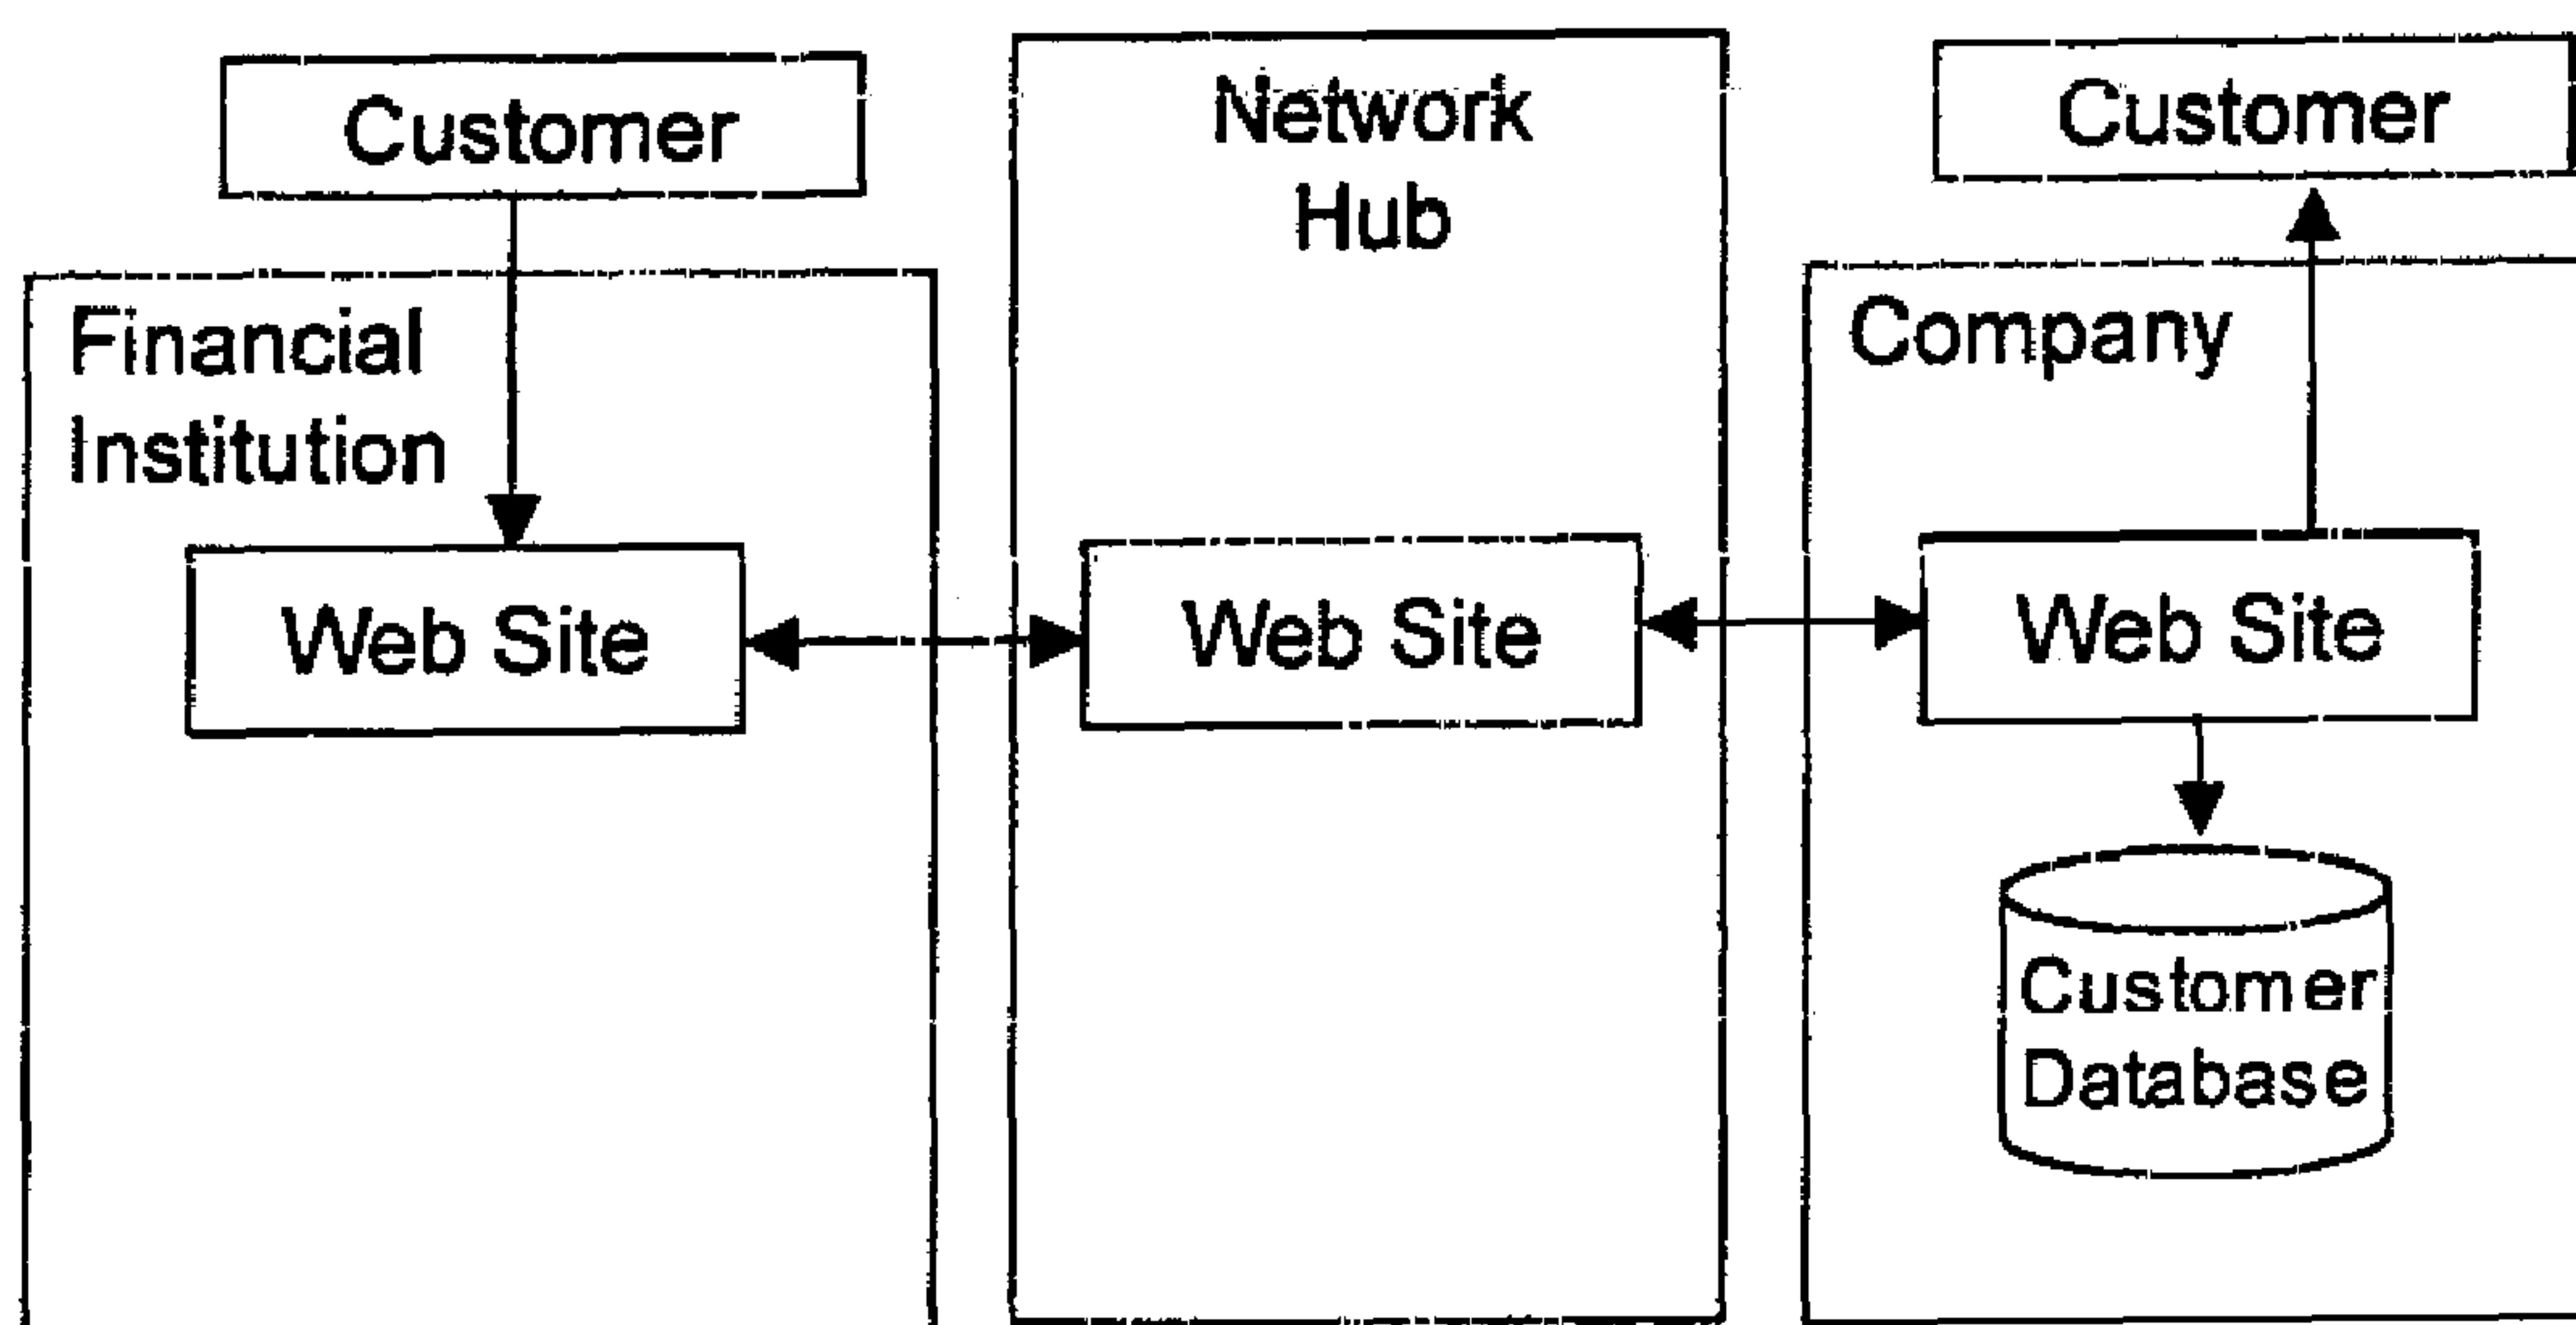 Customer
Network
Hub
Customer
Financial
Institution
Company
Web Site
Web Site
Web Site
Customer
Database